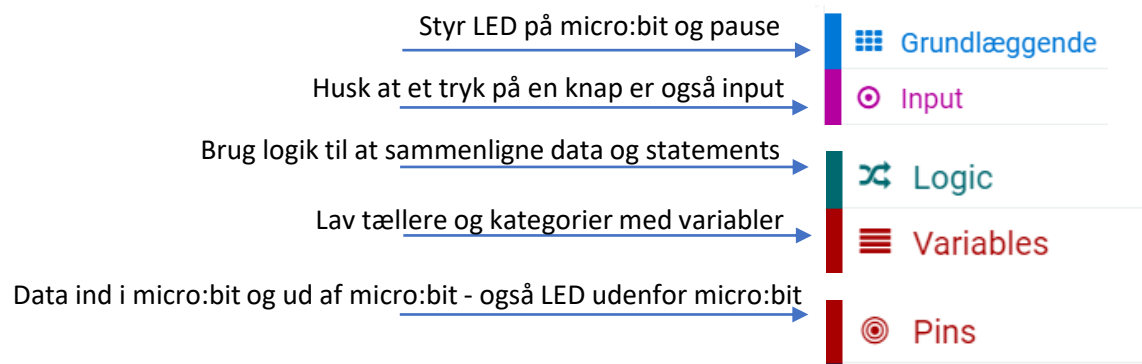 Styr LED på micro:bit og pause
Grundlæggende
Husk at et tryk på en knap er også input
Input
Brug logik til at sammenligne data og statements
Logic
Lav tællere og kategorier med variabler
Variables
Data ind i micro:bit og ud af micro:bit - også LED udenfor micro:bit
Pins